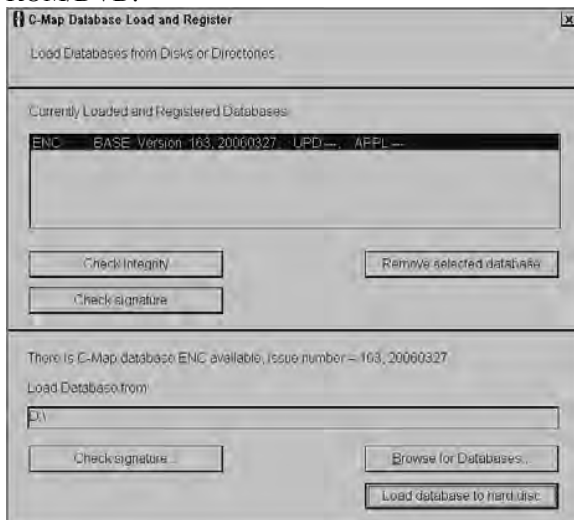 C-Map Database Load and Register
Load Databases from Disks or Directories
Currently Loaded and Registered Databases
ENC BASE Version 163, 20060327, UPD ---, APPL ---
Check integrity Remove selected database
Check signature
There is C-Map database ENC available, issue number = 163, 20060327
Load Database from
D:\
Check signature... Browse for Databases...
Load database to hard disc